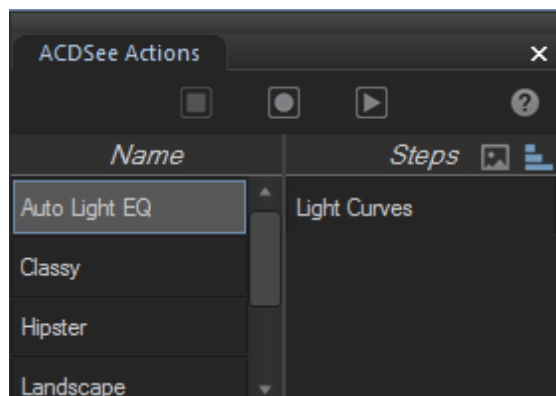 ACDSee Actions
Name Steps
Auto Light EQ Light Curves
Classy
Hipster
Landscape